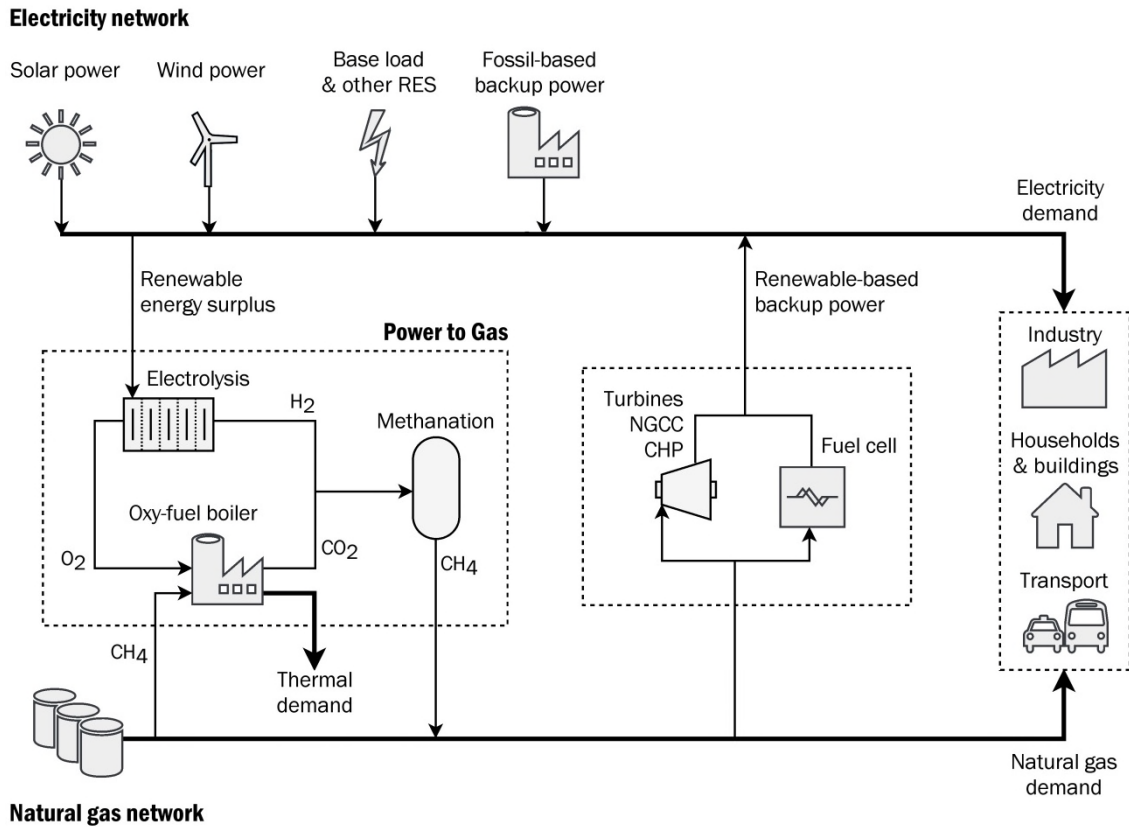 Electricity network
Solar power
Wind power
Base load
& other RES
Fossil-based
backup power
Electricity
demand
Renewable
energy surplus
Renewable-based
backup power
Power to Gas
Industry
Electrolysis
H2
Methanation
Turbines
NGCC
CHP
Fuel cell
Households
& buildings
Oxy-fuel boiler
O2
CO2
CH4
Transport
CH4
Thermal
demand
Natural gas
demand
Natural gas network